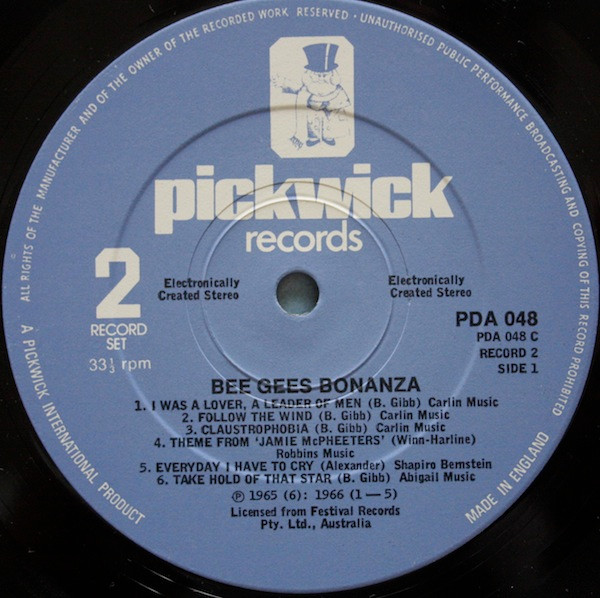 ALL RIGHTS OF THE MANUFACTURER AND OF THE OWNER OF THE RECORDED WORK RESERVED · UNAUTHORISED PUBLIC PERFORMANCE BROADCASTING AND COPYING OF THIS RECORD PROHIBITED
pickwick
records
2
RECORD
SET
33⅓ rpm
Electronically
Created Stereo
Electronically
Created Stereo
PDA 048
PDA 048 C
RECORD 2
SIDE 1
BEE GEES BONANZA
1. I WAS A LOVER, A LEADER OF MEN (B. Gibb) Carlin Music
2. FOLLOW THE WIND (B. Gibb) Carlin Music
3. CLAUSTROPHOBIA (B. Gibb) Carlin Music
4. THEME FROM 'JAMIE McPHEETERS' (Winn-Harline)
Robbins Music
5. EVERYDAY I HAVE TO CRY (Alexander) Shapiro Bernstein
6. TAKE HOLD OF THAT STAR (B. Gibb) Abigail Music
℗ 1965 (6): 1966 (1—5)
Licensed from Festival Records
Pty. Ltd., Australia
A PICKWICK INTERNATIONAL PRODUCT
MADE IN ENGLAND